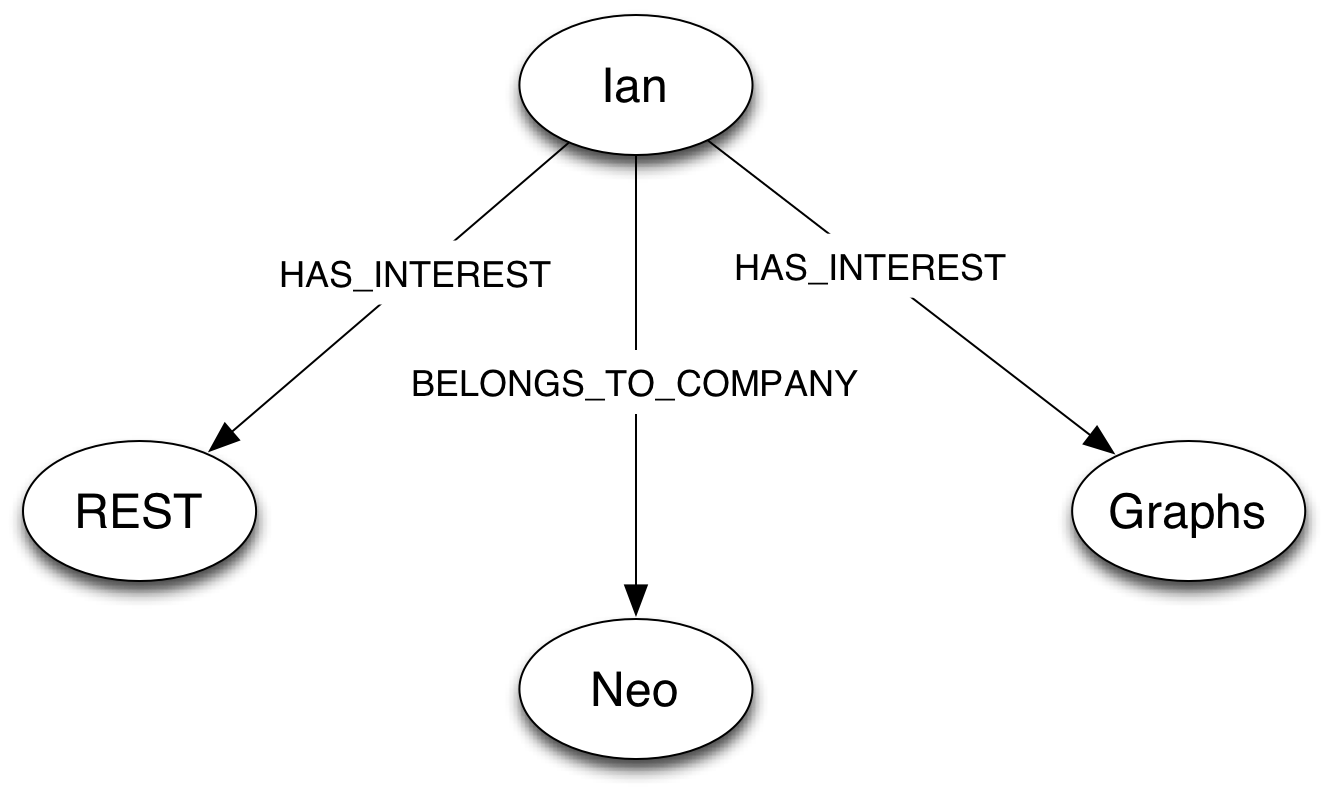 Ian
HAS_INTEREST
HAS_INTEREST
BELONGS_TO_COMPANY
REST
Graphs
Neo